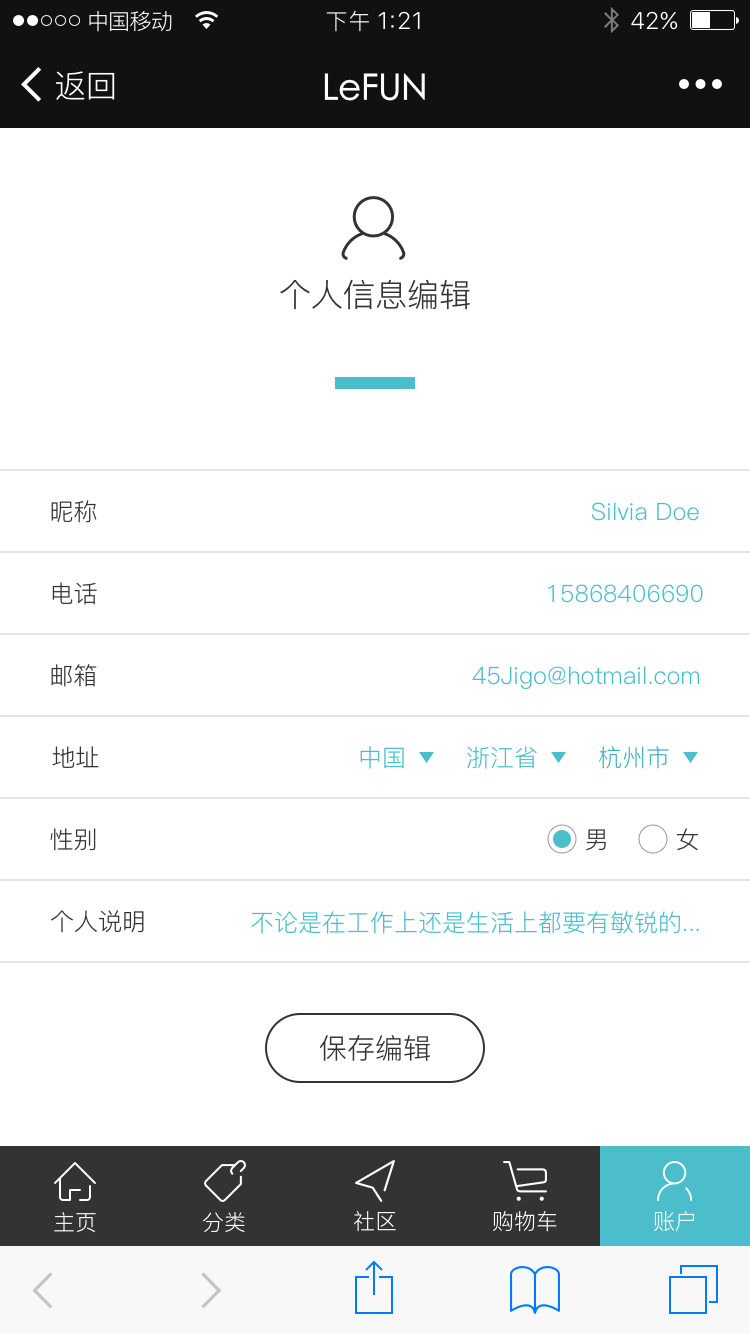 中国移动 下午 1:21 42%
返回 LeFUN
个人信息编辑
昵称 Silvia Doe
电话 15868406690
邮箱 45Jigo@hotmail.com
地址 中国 浙江省 杭州市
性别 男 女
个人说明 不论是在工作上还是生活上都要有敏锐的...
保存编辑
主页 分类 社区 购物车 账户